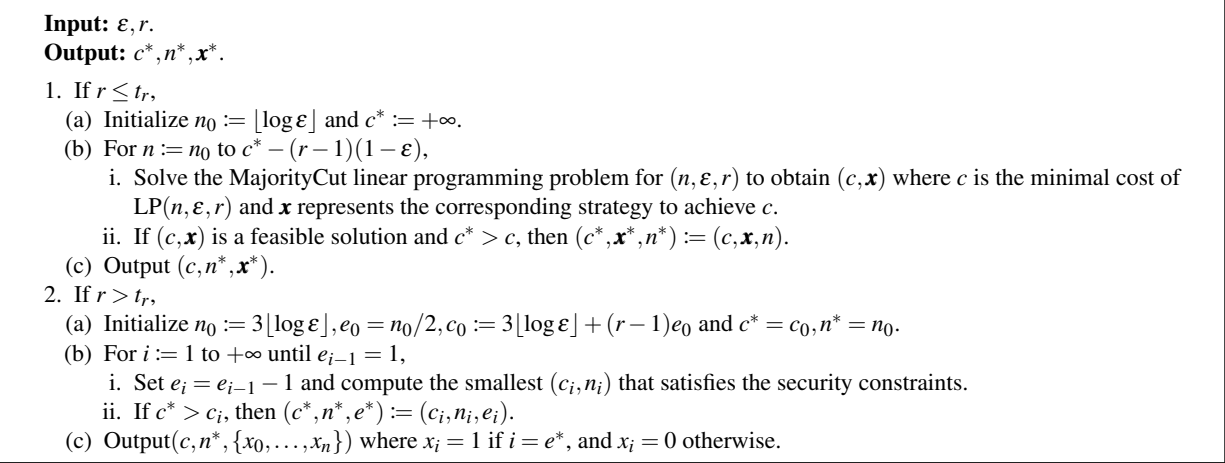 Input: ε, r.
Output: c*, n*, x*.
1. If r ≤ t_r,
(a) Initialize n_0 := ⌊log ε⌋ and c* := +∞.
(b) For n := n_0 to c* − (r − 1)(1 − ε),
i. Solve the MajorityCut linear programming problem for (n, ε, r) to obtain (c, x) where c is the minimal cost of
LP(n, ε, r) and x represents the corresponding strategy to achieve c.
ii. If (c, x) is a feasible solution and c* > c, then (c*, x*, n*) := (c, x, n).
(c) Output (c, n*, x*).
2. If r > t_r,
(a) Initialize n_0 := 3⌊log ε⌋, e_0 = n_0/2, c_0 := 3⌊log ε⌋ + (r − 1)e_0 and c* = c_0, n* = n_0.
(b) For i := 1 to +∞ until e_{i−1} = 1,
i. Set e_i = e_{i−1} − 1 and compute the smallest (c_i, n_i) that satisfies the security constraints.
ii. If c* > c_i, then (c*, n*, e*) := (c_i, n_i, e_i).
(c) Output(c, n*, {x_0, . . . , x_n}) where x_i = 1 if i = e*, and x_i = 0 otherwise.